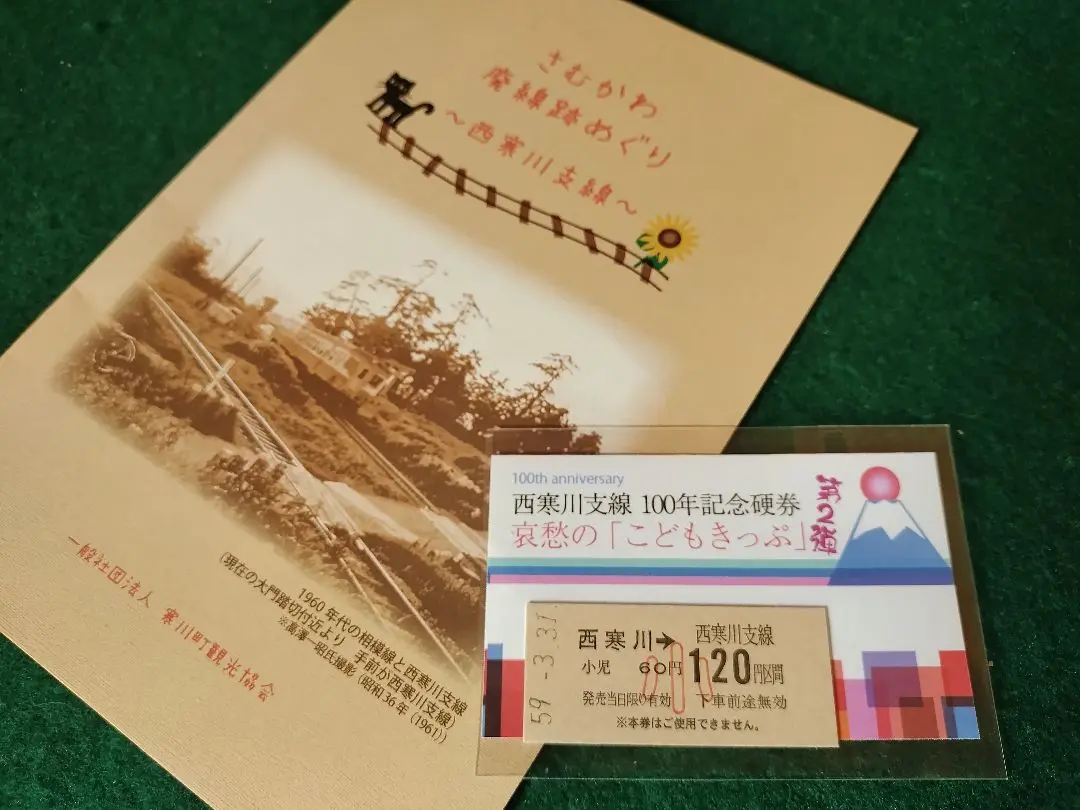 さむかわ
廃線跡めぐり
～西寒川支線～
1960年代の相模線と西寒川支線
(現在の大門踏切付近より 手前が西寒川支線)
※髙澤一昭氏撮影 (昭和36年 (1961))
一般社団法人 寒川町観光協会
100th anniversary
西寒川支線 100年記念硬券
哀愁の「こどもきっぷ」
第2弾
59.-3.31
西寒川→ 西寒川支線
小児 60円 120円区間
小
発売当日限り有効 下車前途無効
※本券はご使用できません。